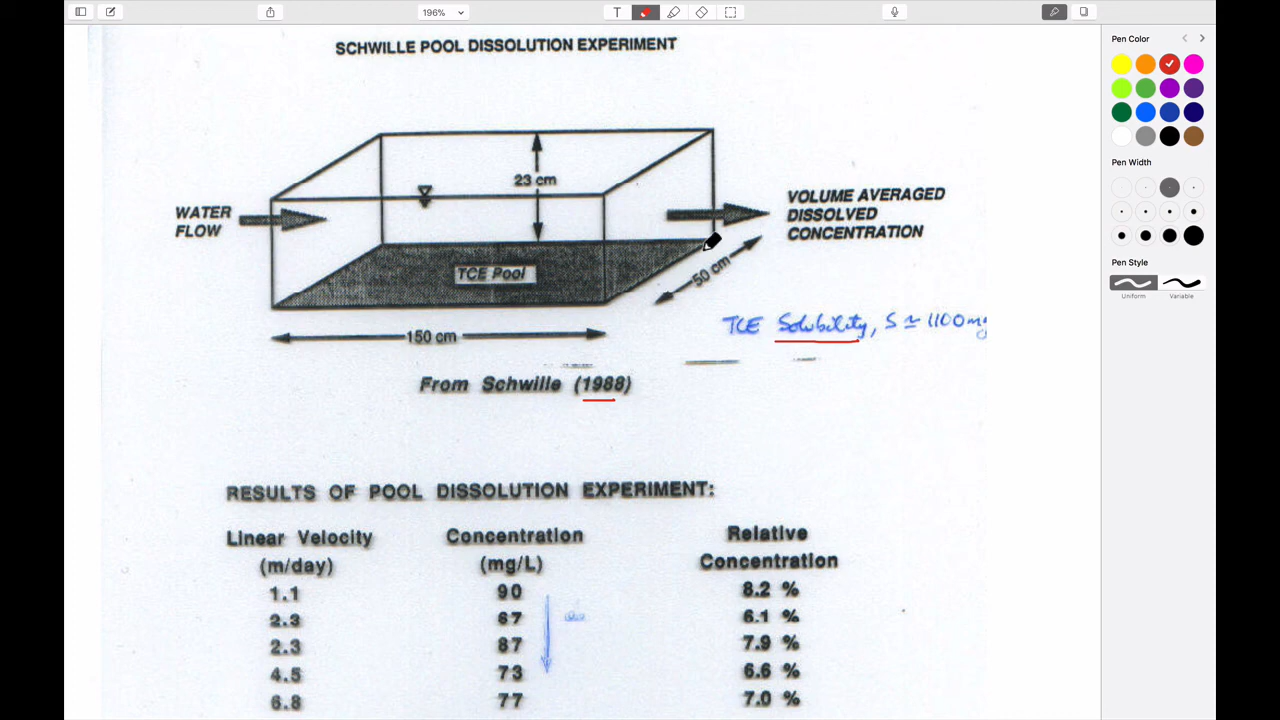 196%
T
Pen Color
SCHWILLE POOL DISSOLUTION EXPERIMENT
23 cm
WATER
FLOW
VOLUME AVERAGED
DISSOLVED
CONCENTRATION
TCE Pool
50 cm
150 cm
TCE Solubility, S ≃ 1100 mg
From Schwille (1988)
RESULTS OF POOL DISSOLUTION EXPERIMENT:
Linear Velocity Concentration Relative
(m/day) (mg/L) Concentration
1.1 90 8.2 %
2.3 67 6.1 %
2.3 87 7.9 %
4.5 73 6.6 %
6.8 77 7.0 %
Pen Width
Pen Style
Uniform Variable